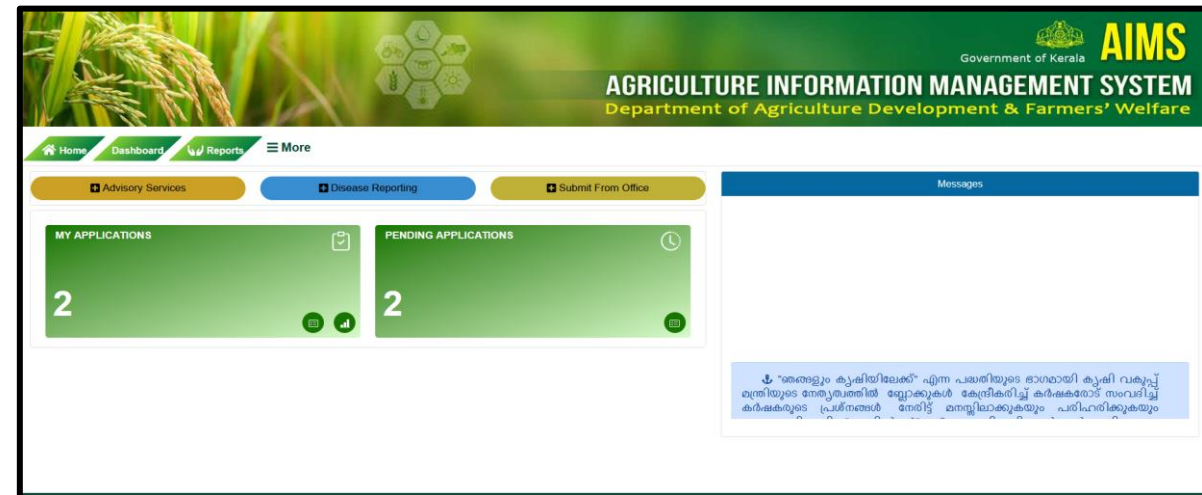 Government of Kerala
AIMS
AGRICULTURE INFORMATION MANAGEMENT SYSTEM
Department of Agriculture Development & Farmers' Welfare
Home Dashboard Reports More
Advisory Services Disease Reporting Submit From Office
Messages
MY APPLICATIONS PENDING APPLICATIONS
2 2
"ഞങ്ങളും കൃഷിയിലേക്ക്" എന്ന പദ്ധതിയുടെ ഭാഗമായി കൃഷി വകുപ്പ്
മന്ത്രിയുടെ നേതൃത്വത്തിൽ ബ്ലോക്കുകൾ കേന്ദ്രീകരിച്ച് കർഷകരോട് സംവദിച്ച്
കർഷകരുടെ പ്രശ്നങ്ങൾ നേരിട്ട് മനസ്സിലാക്കുകയും പരിഹരിക്കുകയും